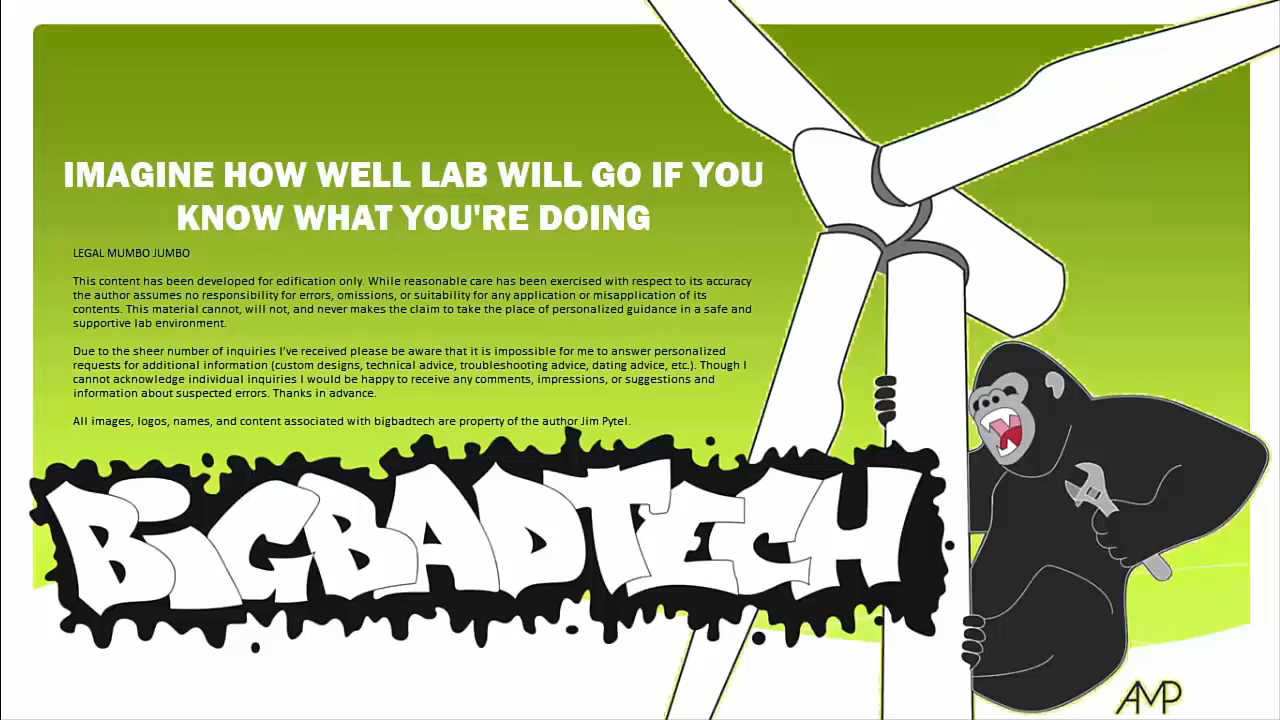 IMAGINE HOW WELL LAB WILL GO IF YOU
KNOW WHAT YOU'RE DOING
LEGAL MUMBO JUMBO
This content has been developed for edification only. While reasonable care has been exercised with respect to its accuracy
the author assumes no responsibility for errors, omissions, or suitability for any application or misapplication of its
contents. This material cannot, will not, and never makes the claim to take the place of personalized guidance in a safe and
supportive lab environment.
Due to the sheer number of inquiries I've received please be aware that it is impossible for me to answer personalized
requests for additional information (custom designs, technical advice, troubleshooting advice, dating advice, etc.). Though I
cannot acknowledge individual inquiries I would be happy to receive any comments, impressions, or suggestions and
information about suspected errors. Thanks in advance.
All images, logos, names, and content associated with bigbadtech are property of the author Jim Pytel.
BiGBADTECH
AMP